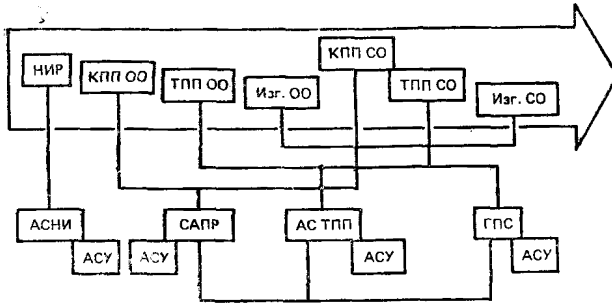 НИР
КПП ОО
ТПП ОО
Изг. ОО
КПП СО
ТПП СО
Изг. СО
АСНИ
АСУ
САПР
АСУ
АС ТПП
АСУ
ГПС
АСУ